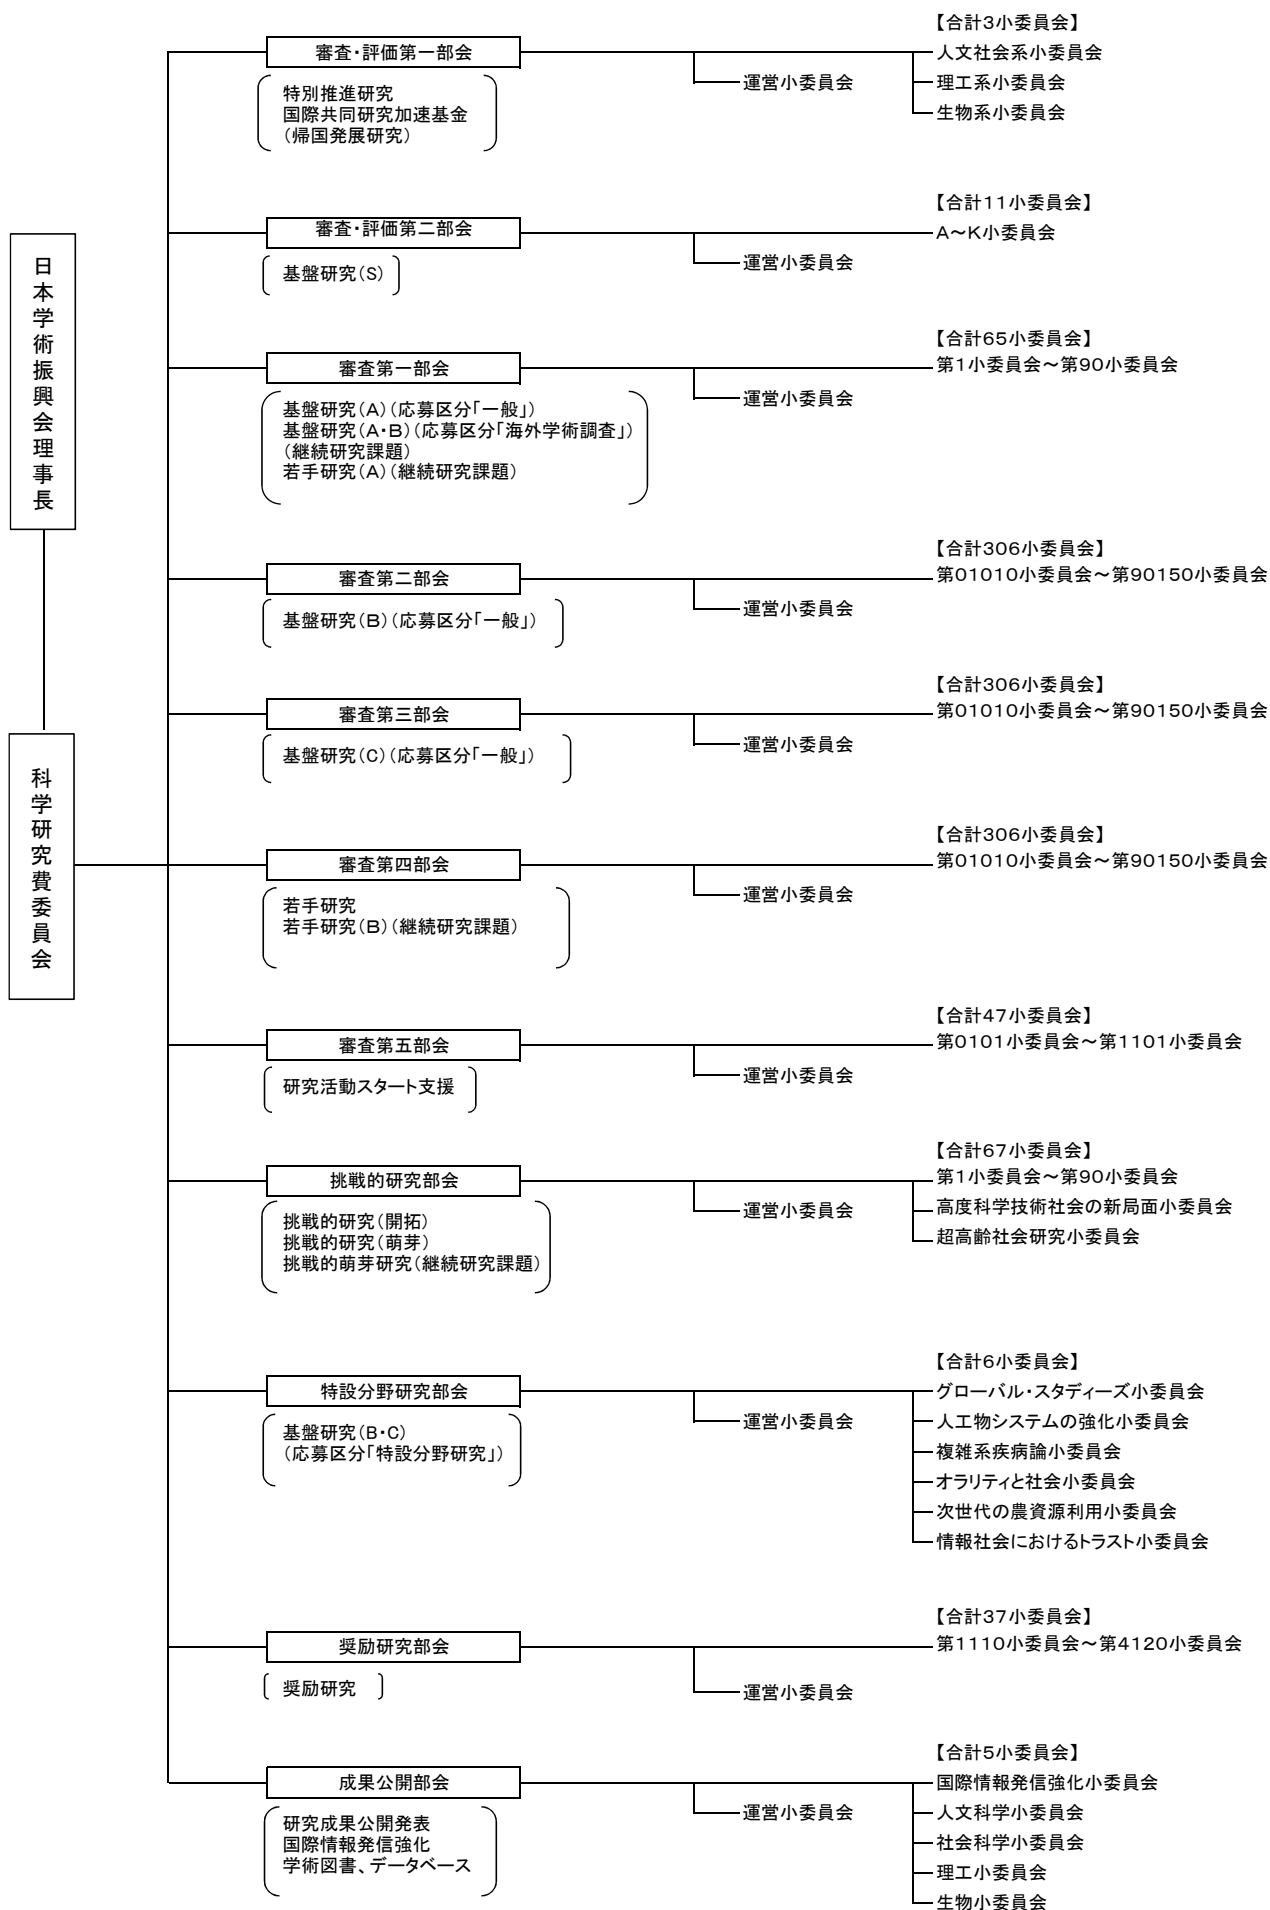 日本学術振興会理事長
科学研究費委員会
審査・評価第一部会
特別推進研究
国際共同研究加速基金
(帰国発展研究)
運営小委員会
【合計3小委員会】
人文社会系小委員会
理工系小委員会
生物系小委員会
審査・評価第二部会
基盤研究(S)
運営小委員会
【合計11小委員会】
A～K小委員会
審査第一部会
基盤研究(A)(応募区分「一般」)
基盤研究(A・B)(応募区分「海外学術調査」)
(継続研究課題)
若手研究(A)(継続研究課題)
運営小委員会
【合計65小委員会】
第1小委員会～第90小委員会
審査第二部会
基盤研究(B)(応募区分「一般」)
運営小委員会
【合計306小委員会】
第01010小委員会～第90150小委員会
審査第三部会
基盤研究(C)(応募区分「一般」)
運営小委員会
【合計306小委員会】
第01010小委員会～第90150小委員会
審査第四部会
若手研究
若手研究(B)(継続研究課題)
運営小委員会
【合計306小委員会】
第01010小委員会～第90150小委員会
審査第五部会
研究活動スタート支援
運営小委員会
【合計47小委員会】
第0101小委員会～第1101小委員会
挑戦的研究部会
挑戦的研究(開拓)
挑戦的研究(萌芽)
挑戦的萌芽研究(継続研究課題)
運営小委員会
【合計67小委員会】
第1小委員会～第90小委員会
高度科学技術社会の新局面小委員会
超高齢社会研究小委員会
特設分野研究部会
基盤研究(B・C)
(応募区分「特設分野研究」)
運営小委員会
【合計6小委員会】
グローバル・スタディーズ小委員会
人工物システムの強化小委員会
複雑系疾病論小委員会
オラリティと社会小委員会
次世代の農資源利用小委員会
情報社会におけるトラスト小委員会
奨励研究部会
奨励研究
運営小委員会
【合計37小委員会】
第1110小委員会～第4120小委員会
成果公開部会
研究成果公開発表
国際情報発信強化
学術図書、データベース
運営小委員会
【合計5小委員会】
国際情報発信強化小委員会
人文科学小委員会
社会科学小委員会
理工小委員会
生物小委員会